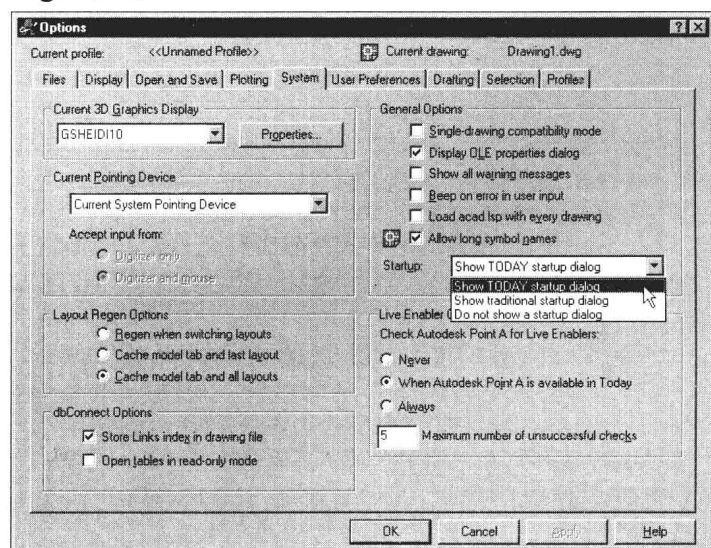 Options
Current profile: <<Unnamed Profile>> Current drawing: Drawing1.dwg
Files Display Open and Save Plotting System User Preferences Drafting Selection Profiles
Current 3D Graphics Display
GSHEIDI10 Properties...
Current Pointing Device
Current System Pointing Device
Accept input from:
Digitizer only
Digitizer and mouse
Layout Regen Options
Regen when switching layouts
Cache model tab and last layout
Cache model tab and all layouts
dbConnect Options
Store Links index in drawing file
Open tables in read-only mode
General Options
Single-drawing compatibility mode
Display OLE properties dialog
Show all warning messages
Beep on error in user input
Load acad lsp with every drawing
Allow long symbol names
Startup: Show TODAY startup dialog
Show TODAY startup dialog
Show traditional startup dialog
Do not show a startup dialog
Live Enabler
Check Autodesk Point A for Live Enablers:
Never
When Autodesk Point A is available in Today
Always
5 Maximum number of unsuccessful checks
OK Cancel Apply Help